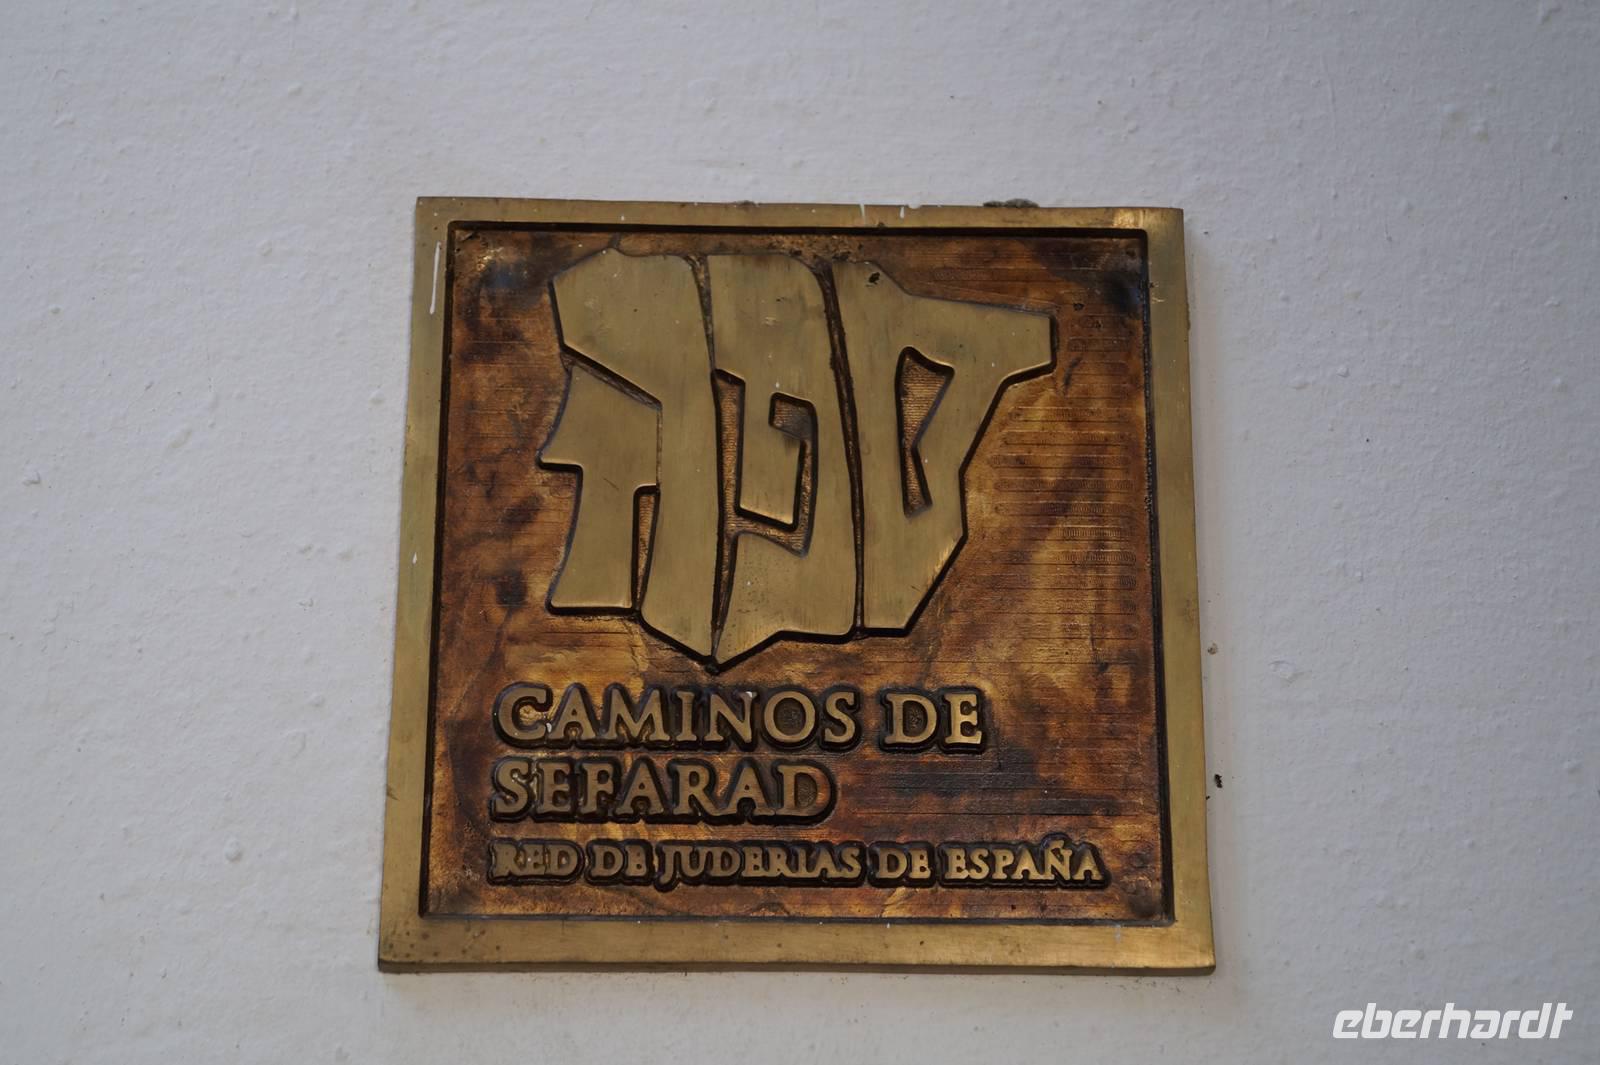 ספרד
CAMINOS DE
SEFARAD
RED DE JUDERIAS DE ESPAÑA
eberhardt